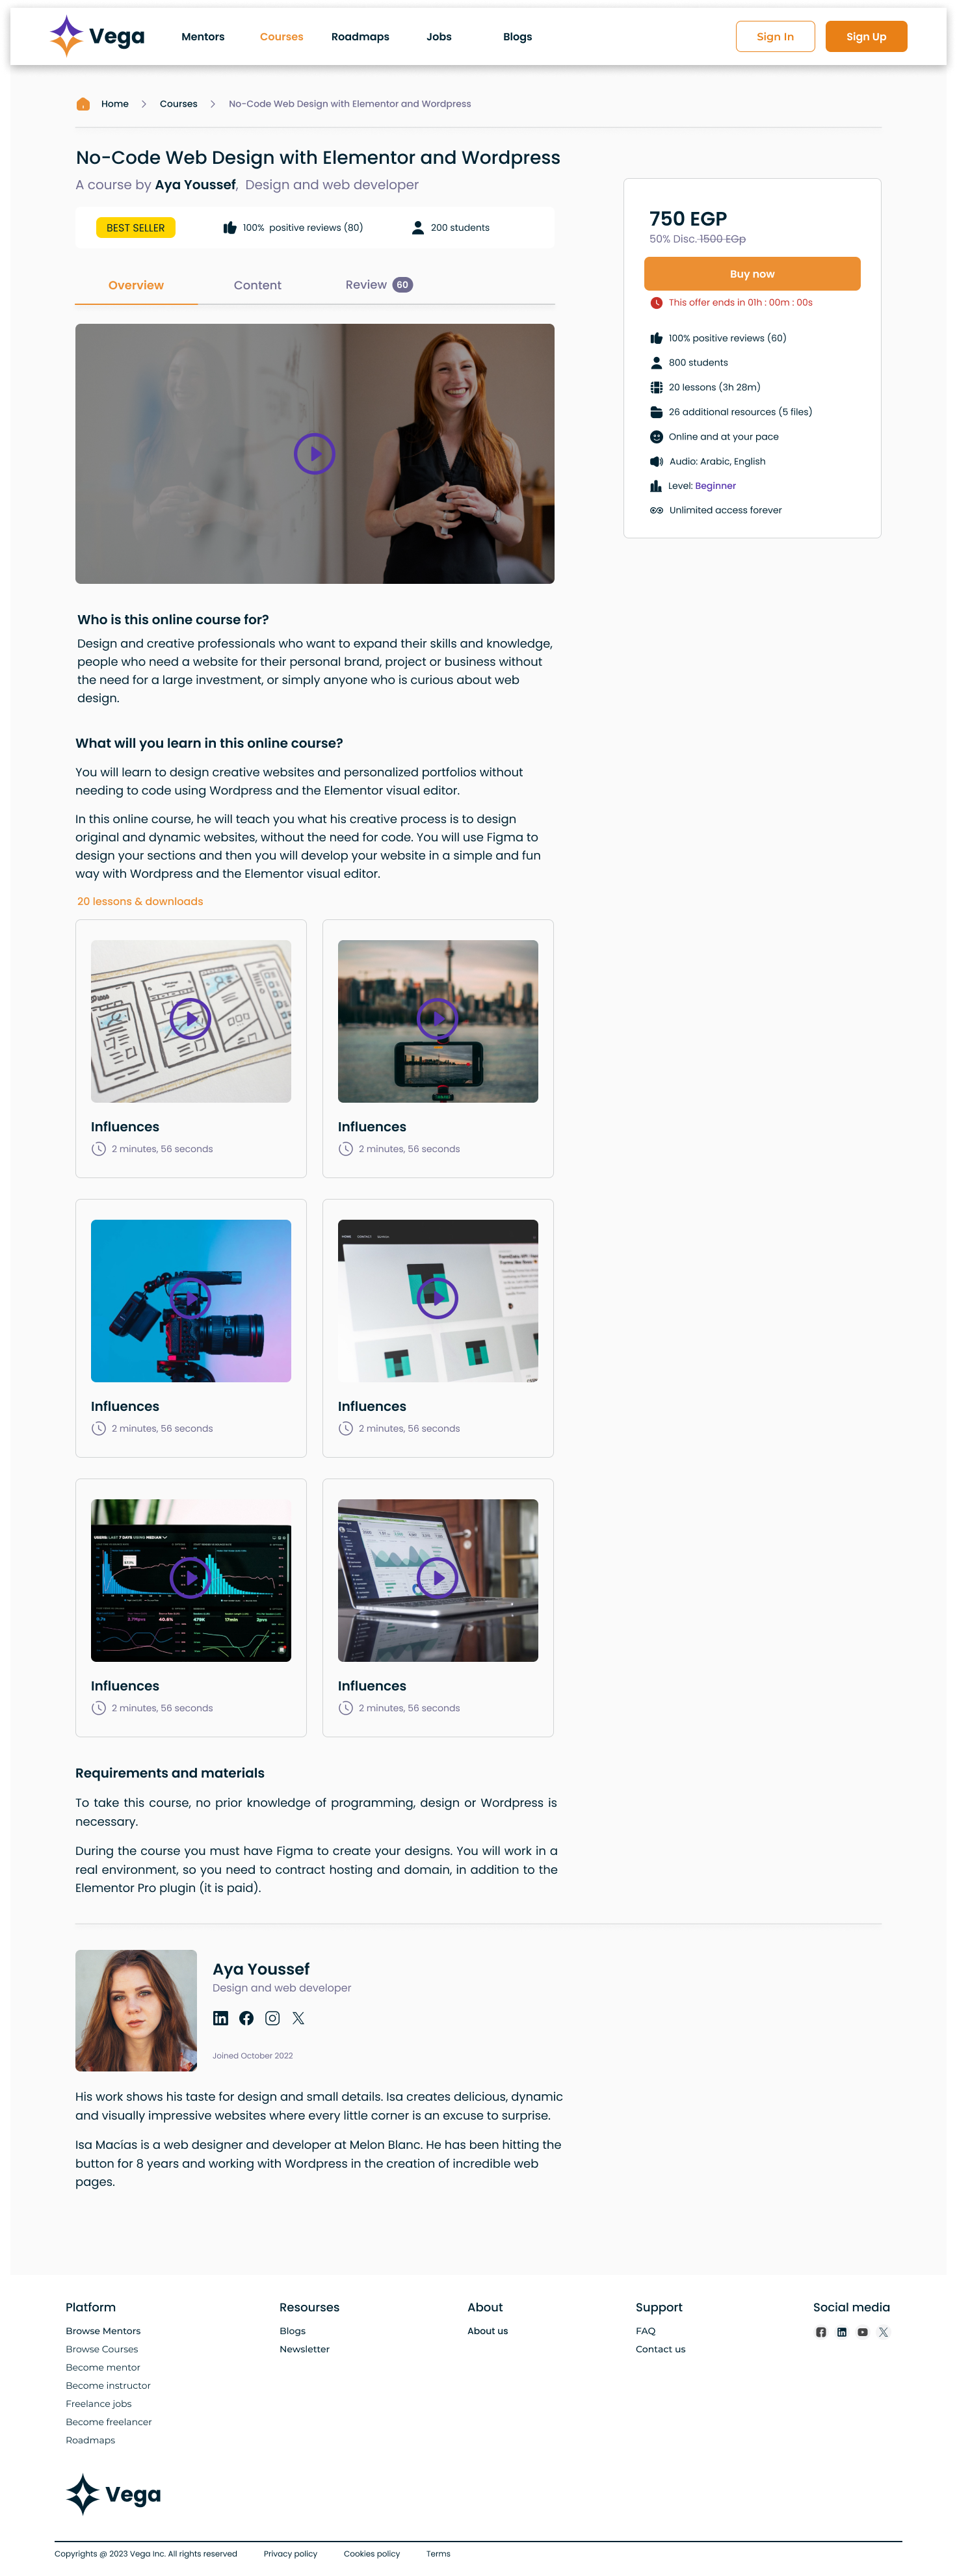 Vega
Mentors
Courses
Roadmaps
Jobs
Blogs
Sign In
Sign Up
Home
Courses
No-Code Web Design with Elementor and Wordpress
No-Code Web Design with Elementor and Wordpress
A course by Aya Youssef, Design and web developer
BEST SELLER
100% positive reviews (80)
200 students
Overview
Content
Review 60
750 EGP
50% Disc. 1500 EGp
Buy now
This offer ends in 01h : 00m : 00s
100% positive reviews (60)
800 students
20 lessons (3h 28m)
26 additional resources (5 files)
Online and at your pace
Audio: Arabic, English
Level: Beginner
Unlimited access forever
Who is this online course for?
Design and creative professionals who want to expand their skills and knowledge,
people who need a website for their personal brand, project or business without
the need for a large investment, or simply anyone who is curious about web
design.
What will you learn in this online course?
You will learn to design creative websites and personalized portfolios without
needing to code using Wordpress and the Elementor visual editor.
In this online course, he will teach you what his creative process is to design
original and dynamic websites, without the need for code. You will use Figma to
design your sections and then you will develop your website in a simple and fun
way with Wordpress and the Elementor visual editor.
20 lessons & downloads
Influences
2 minutes, 56 seconds
Influences
2 minutes, 56 seconds
Influences
2 minutes, 56 seconds
Influences
2 minutes, 56 seconds
USERS: LAST 7 DAYS USING MEDIAN
Influences
2 minutes, 56 seconds
Influences
2 minutes, 56 seconds
Requirements and materials
To take this course, no prior knowledge of programming, design or Wordpress is
necessary.
During the course you must have Figma to create your designs. You will work in a
real environment, so you need to contract hosting and domain, in addition to the
Elementor Pro plugin (it is paid).
Aya Youssef
Design and web developer
Joined October 2022
His work shows his taste for design and small details. Isa creates delicious, dynamic
and visually impressive websites where every little corner is an excuse to surprise.
Isa Macías is a web designer and developer at Melon Blanc. He has been hitting the
button for 8 years and working with Wordpress in the creation of incredible web
pages.
Platform
Browse Mentors
Browse Courses
Become mentor
Become instructor
Freelance jobs
Become freelancer
Roadmaps
Resourses
Blogs
Newsletter
About
About us
Support
FAQ
Contact us
Social media
Vega
Copyrights @ 2023 Vega Inc. All rights reserved
Privacy policy
Cookies policy
Terms